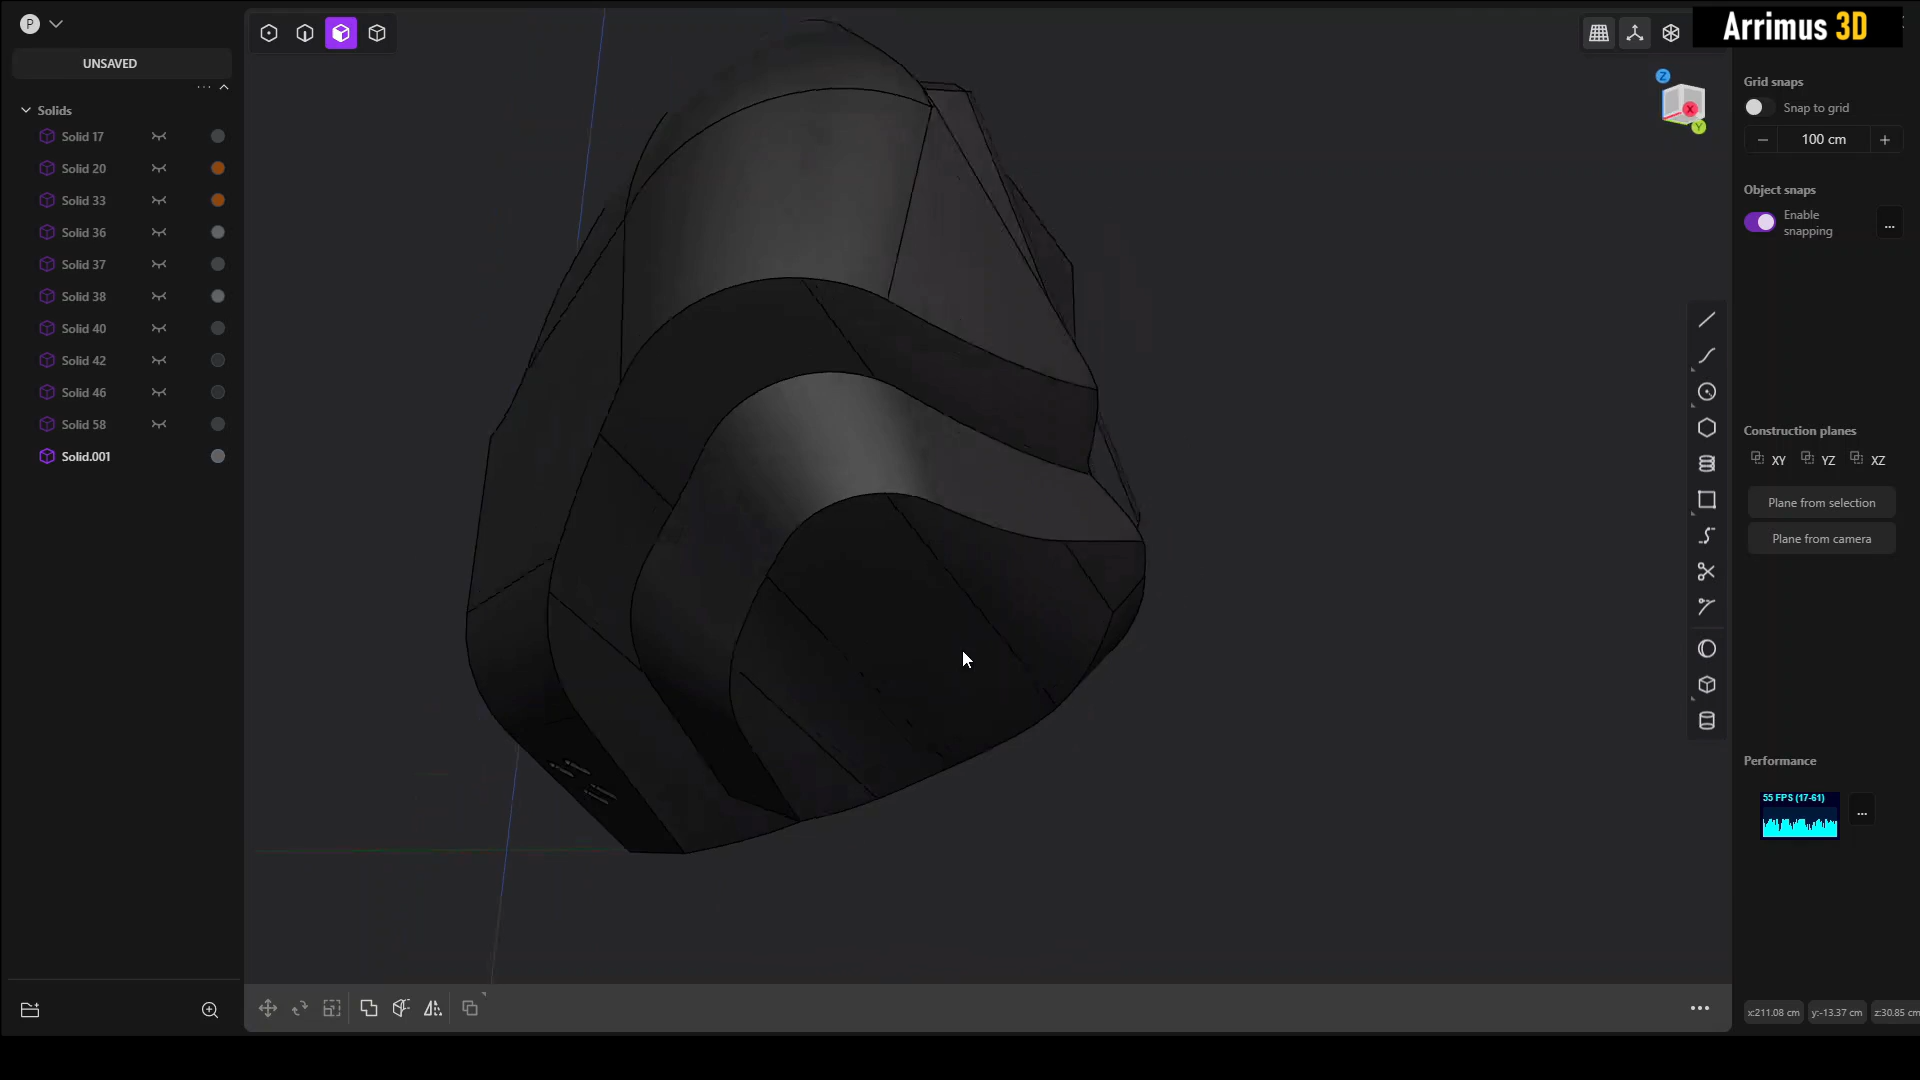 P
UNSAVED
Solids
Solid 17
Solid 20
Solid 33
Solid 36
Solid 37
Solid 38
Solid 40
Solid 42
Solid 46
Solid 58
Solid.001
Arrimus 3D
Z
X
Y
Grid snaps
Snap to grid
100 cm
Object snaps
Enable
snapping
Construction planes
XY YZ XZ
Plane from selection
Plane from camera
Performance
55 FPS (17-61)
x:211.08 cm y:-13.37 cm z:30.85 cm